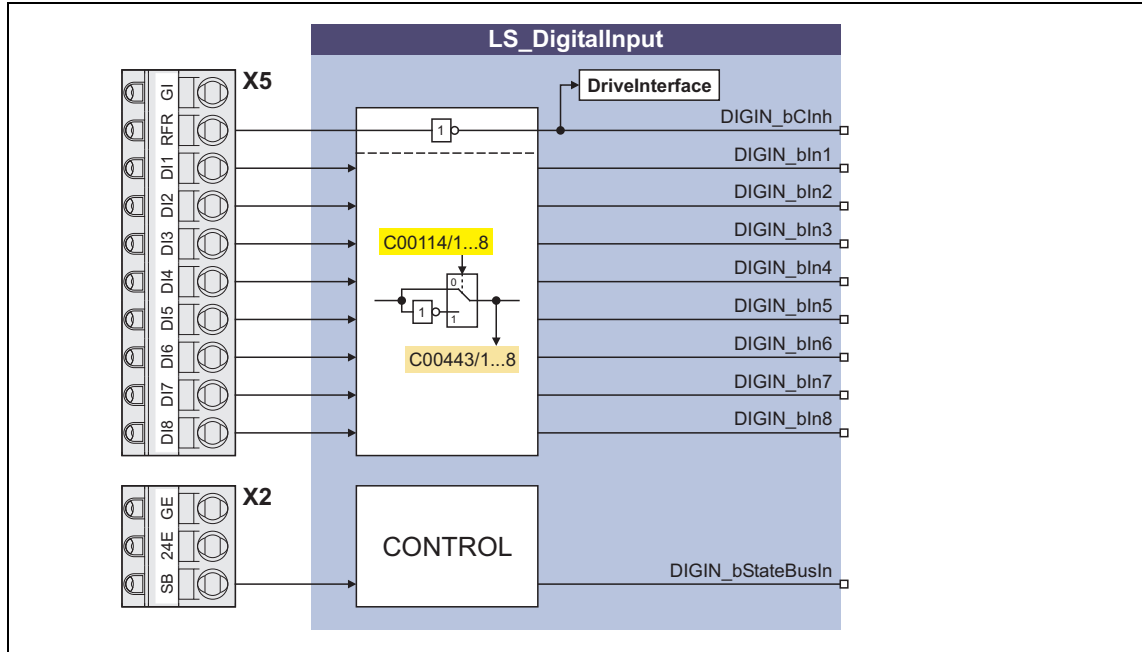 LS_DigitalInput
X5
DriveInterface
GI
RFR
DI1
DI2
DI3
DI4
DI5
DI6
DI7
DI8
1
DIGIN_bCInh
DIGIN_bIn1
DIGIN_bIn2
DIGIN_bIn3
DIGIN_bIn4
DIGIN_bIn5
DIGIN_bIn6
DIGIN_bIn7
DIGIN_bIn8
C00114/1...8
0
1
1
C00443/1...8
X2
GE
24E
SB
CONTROL
DIGIN_bStateBusIn